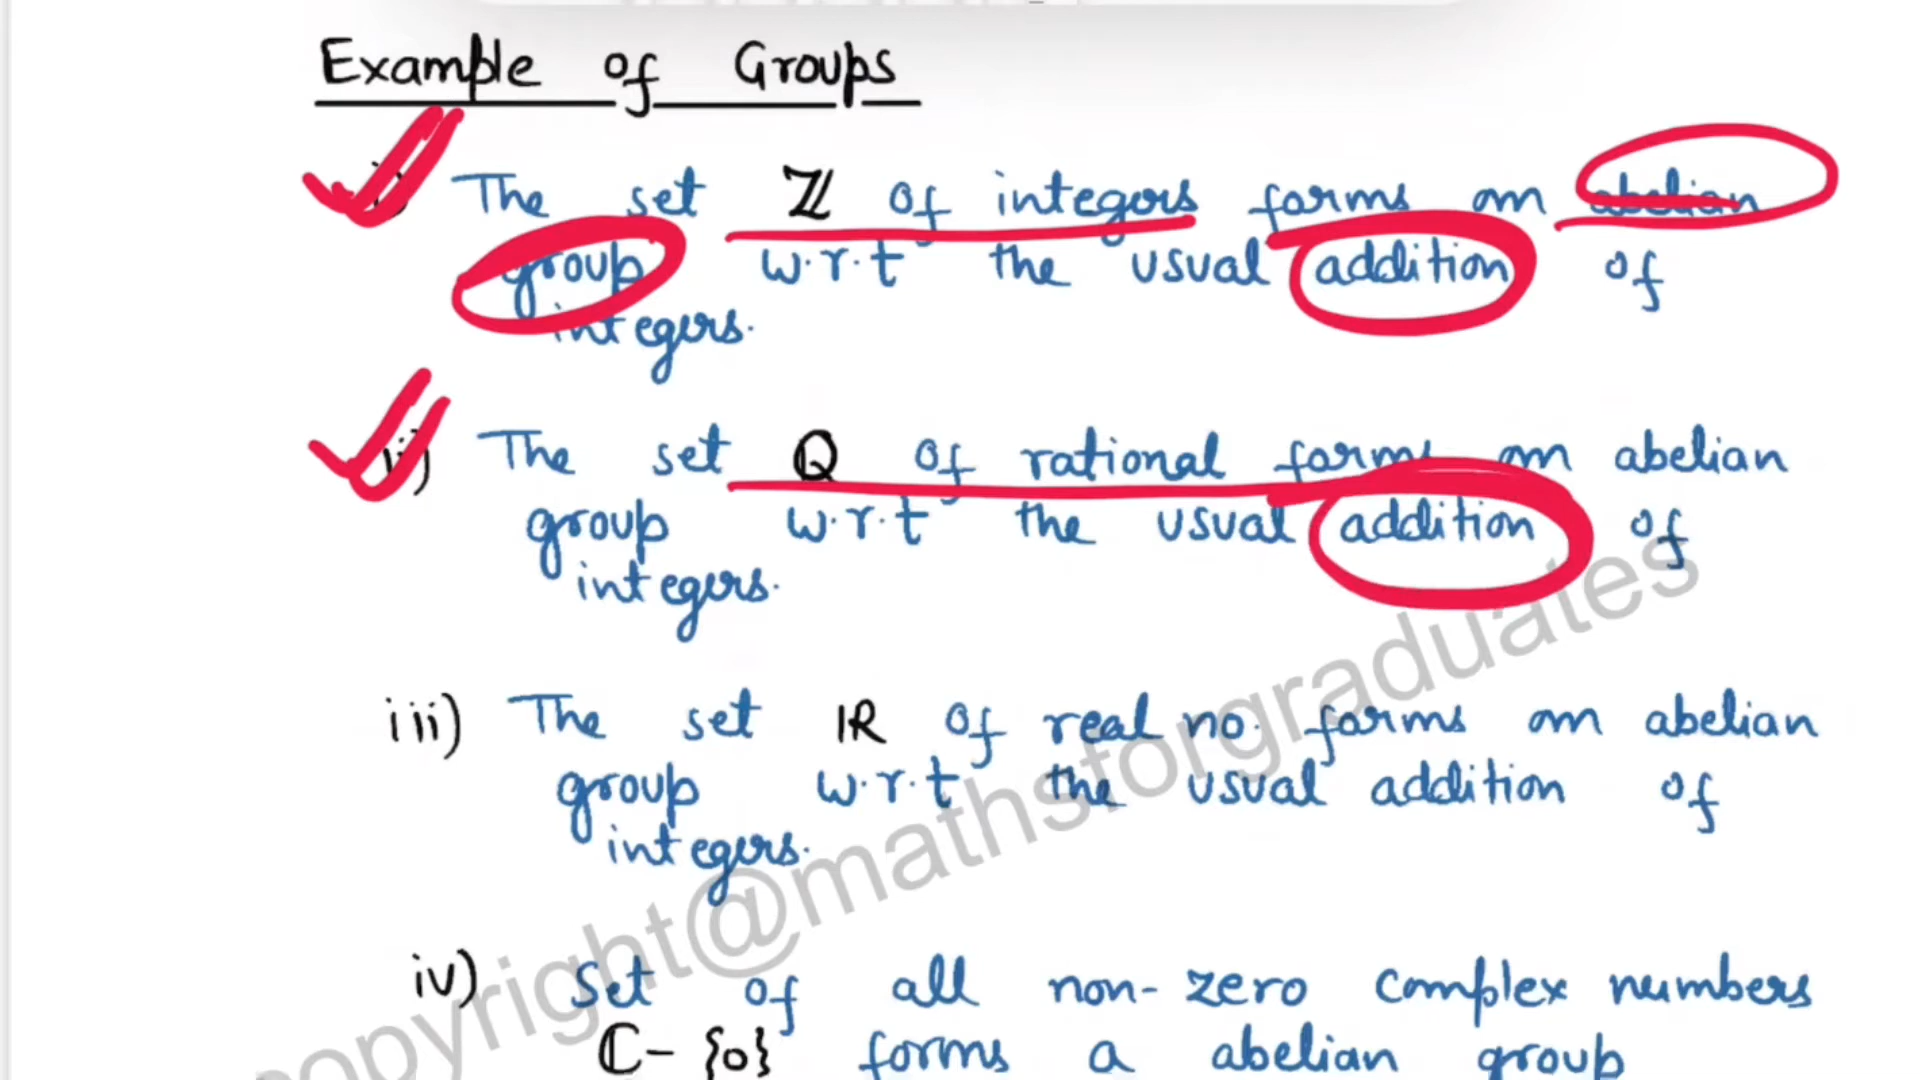 Example of Groups
i) The set ℤ of integers forms an abelian
group w.r.t the usual addition of
integers.
ii) The set Q of rational forms an abelian
group w.r.t the usual addition of
integers.
iii) The set IR of real no. forms an abelian
group w.r.t the usual addition of
integers.
iv) Set of all non-zero complex numbers
ℂ- {0} forms a abelian group
copyright@mathsforgraduates